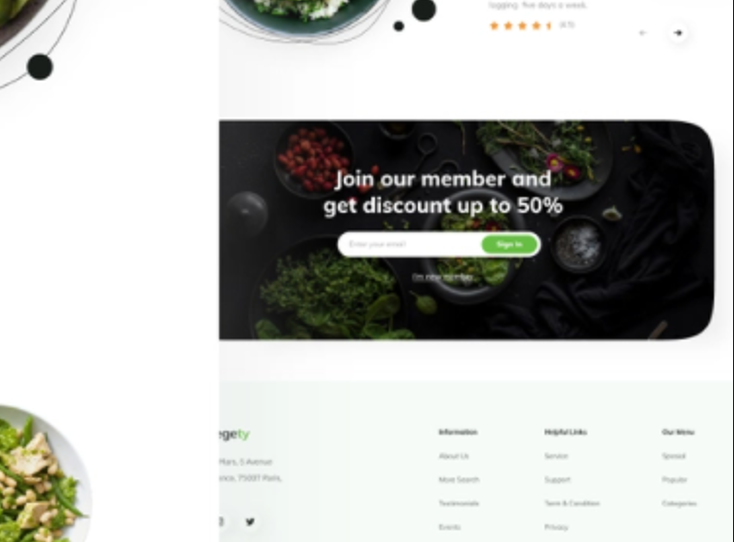 logging. five days a week.
(4.5)
Join our member and
get discount up to 50%
Enter your email
Sign In
I'm new member
egety
Mars, 5 Avenue
nce, 75007 Paris,
Information
About Us
More Search
Testimonials
Events
Helpful Links
Service
Support
Term & Condition
Privacy
Our Menu
Special
Popular
Categories